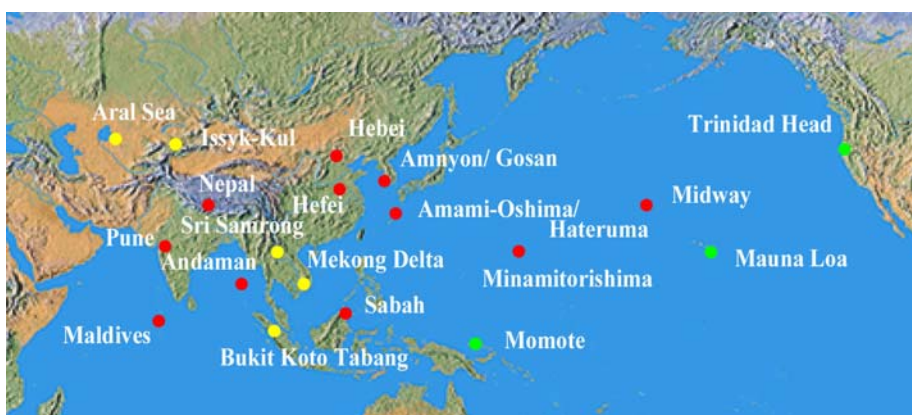 Aral Sea
Issyk-Kul
Hebei
Trinidad Head
Amnyon/ Gosan
Nepal
Hefei
Midway
Sri Samrong
Amami-Oshima/
Hateruma
Pune
Andaman
Mekong Delta
Mauna Loa
Minamitorishima
Sabah
Maldives
Momote
Bukit Koto Tabang